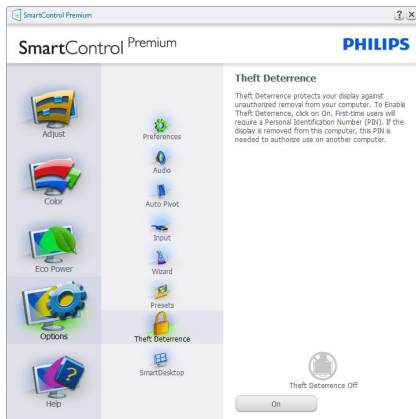 SmartControl Premium
SmartControl Premium
PHILIPS
Adjust
Color
Eco Power
Options
Help
Preferences
Audio
Auto Pivot
Input
Wizard
Presets
Theft Deterrence
SmartDesktop
Theft Deterrence
Theft Deterrence protects your display against
unauthorized removal from your computer. To Enable
Theft Deterrence, click on On. First-time users will
require a Personal Identification Number (PIN). If the
display is removed from this computer, this PIN is
needed to authorize use on another computer.
Theft Deterrence Off
On